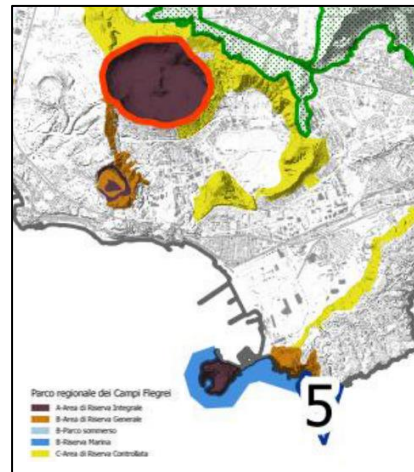 5
Parco regionale dei Campi Flegrei
A-Area di Riserva Integrale
B-Area di Riserva Generale
B-Parco sommerso
B-Riserva Marina
C-Area di Riserva Controllata